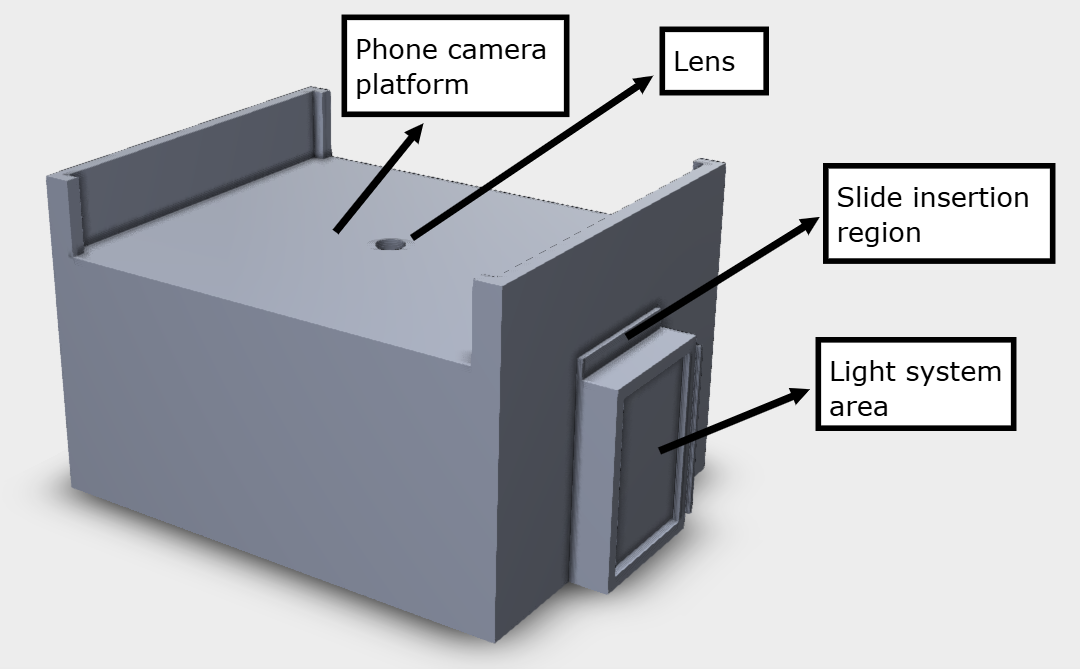 Phone camera
platform
Lens
Slide insertion
region
Light system
area